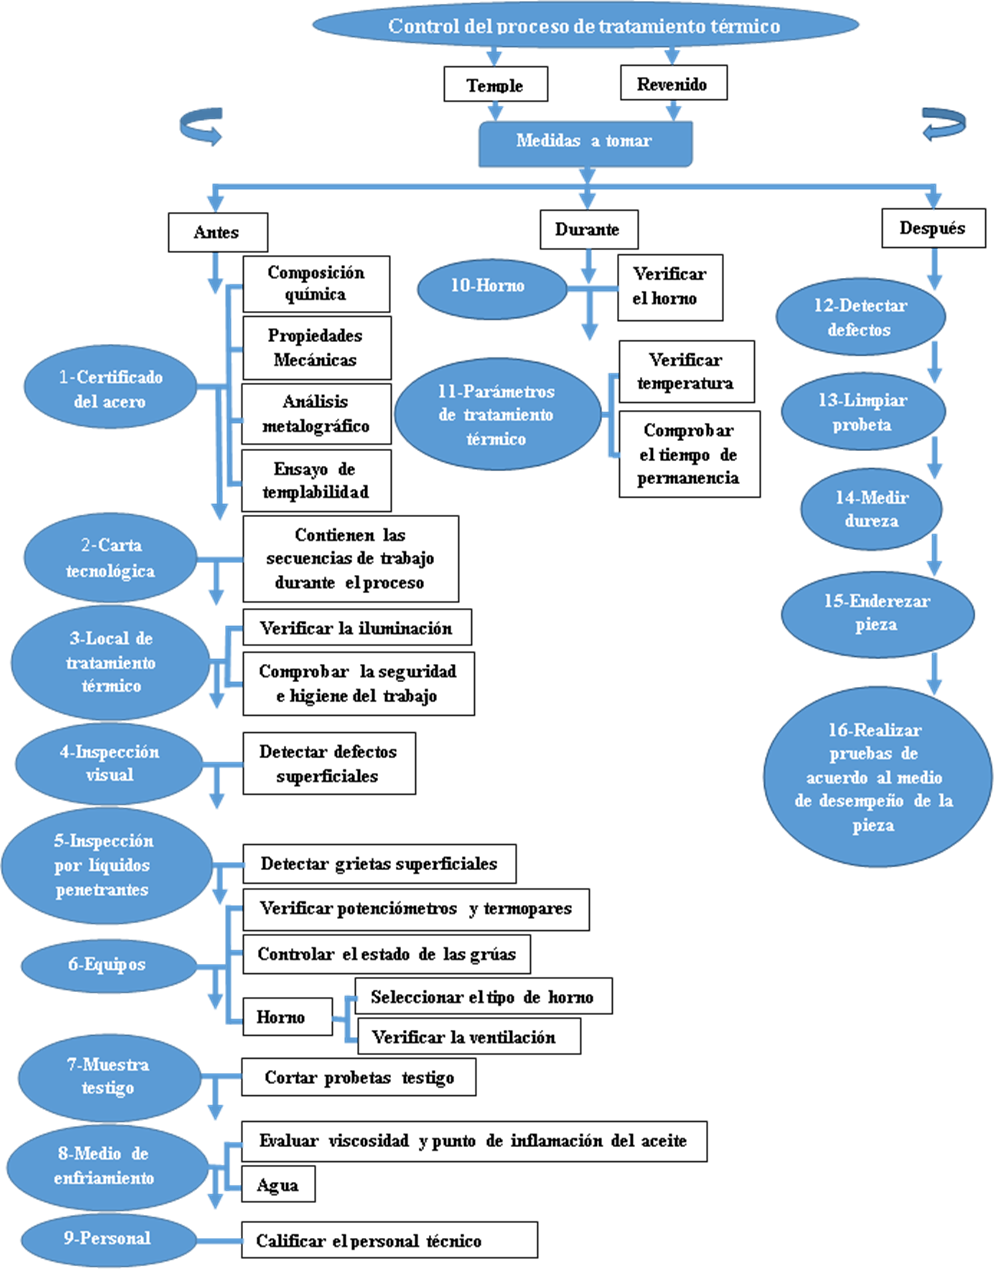 Control del proceso de tratamiento térmico
Temple
Revenido
Medidas a tomar
Antes
Composición
química
Propiedades
Mecánicas
1-Certificado
del acero
Análisis
metalográfico
Ensayo de
templabilidad
2-Carta
tecnológica
Contienen las
secuencias de trabajo
durante el proceso
3-Local de
tratamiento
térmico
Verificar la iluminación
Comprobar la seguridad
e higiene del trabajo
4-Inspección
visual
Detectar defectos
superficiales
5-Inspección
por líquidos
penetrantes
Detectar grietas superficiales
6-Equipos
Verificar potenciómetros y termopares
Controlar el estado de las grúas
Horno
Seleccionar el tipo de horno
Verificar la ventilación
7-Muestra
testigo
Cortar probetas testigo
8-Medio de
enfriamiento
Evaluar viscosidad y punto de inflamación del aceite
Agua
9-Personal
Calificar el personal técnico
Durante
10-Horno
Verificar
el horno
11-Parámetros
de tratamiento
térmico
Verificar
temperatura
Comprobar
el tiempo de
permanencia
Después
12-Detectar
defectos
13-Limpiar
probeta
14-Medir
dureza
15-Enderezar
pieza
16-Realizar
pruebas de
acuerdo al medio
de desempeño de la
pieza